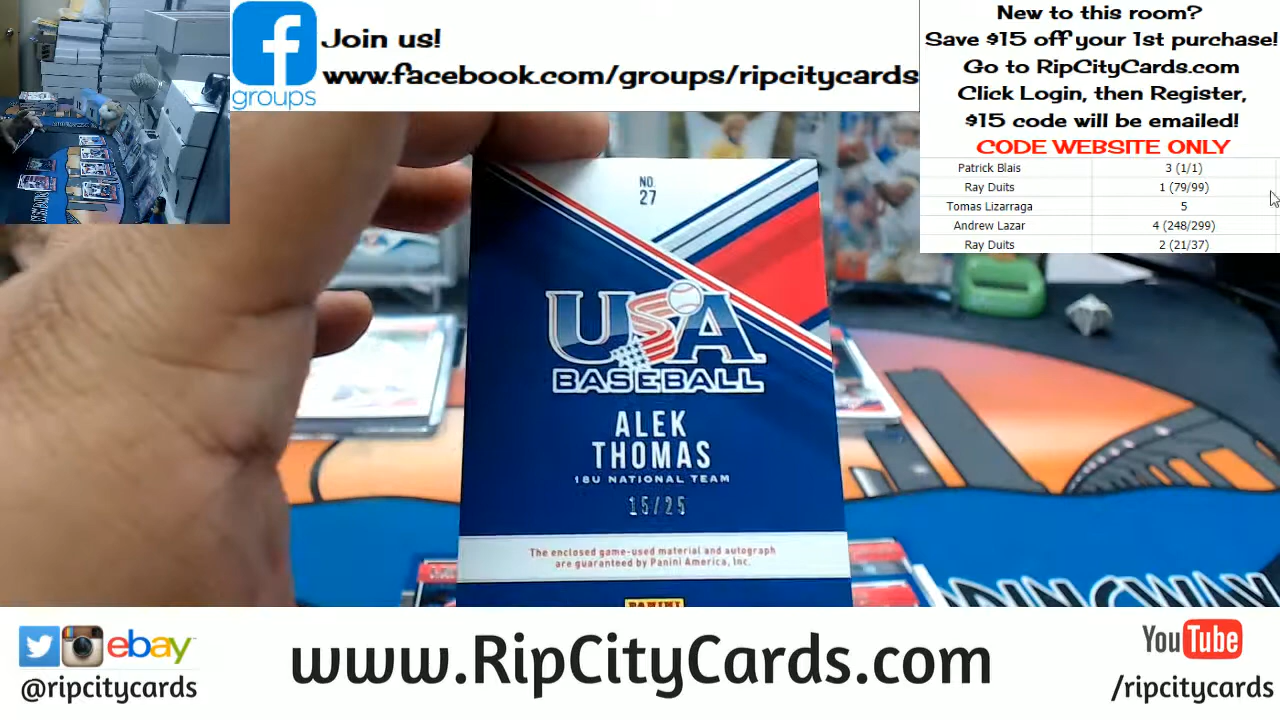 Join us!
www.facebook.com/groups/ripcitycards
groups
New to this room?
Save $15 off your 1st purchase!
Go to RipCityCards.com
Click Login, then Register,
$15 code will be emailed!
CODE WEBSITE ONLY
Patrick Blais 3 (1/1)
Ray Duits 1 (79/99)
Tomas Lizarraga 5
Andrew Lazar 4 (248/299)
Ray Duits 2 (21/37)
NO.
27
USA
BASEBALL
ALEK
THOMAS
18U NATIONAL TEAM
15/25
The enclosed game-used material and autograph
are guaranteed by Panini America, Inc.
PANINI
ebay
@ripcitycards
www.RipCityCards.com
YouTube
/ripcitycards